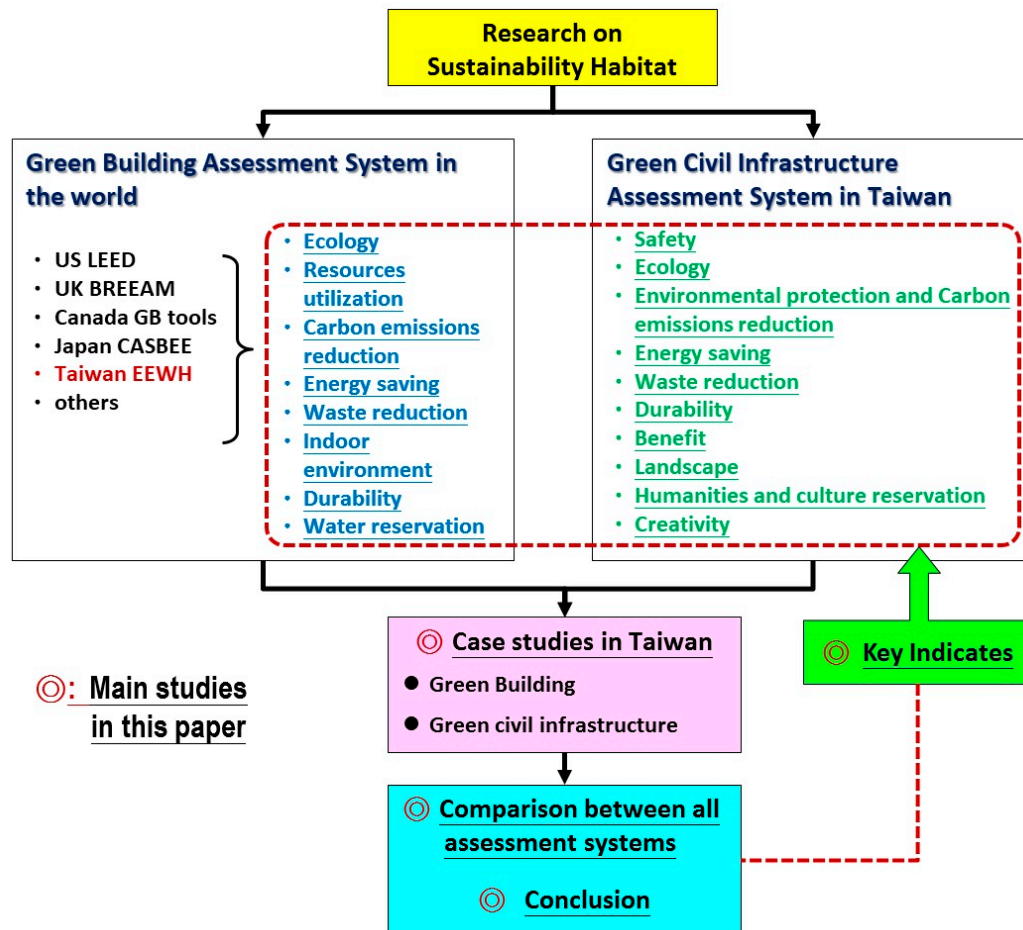 Research on
Sustainability Habitat
Green Building Assessment System in
the world
· US LEED
· UK BREEAM
· Canada GB tools
· Japan CASBEE
· Taiwan EEWH
· others
· Ecology
· Resources
utilization
· Carbon emissions
reduction
· Energy saving
· Waste reduction
· Indoor
environment
· Durability
· Water reservation
Green Civil Infrastructure
Assessment System in Taiwan
· Safety
· Ecology
· Environmental protection and Carbon
emissions reduction
· Energy saving
· Waste reduction
· Durability
· Benefit
· Landscape
· Humanities and culture reservation
· Creativity
◎ Case studies in Taiwan
● Green Building
● Green civil infrastructure
◎ Key Indicates
◎: Main studies
in this paper
◎ Comparison between all
assessment systems
◎ Conclusion